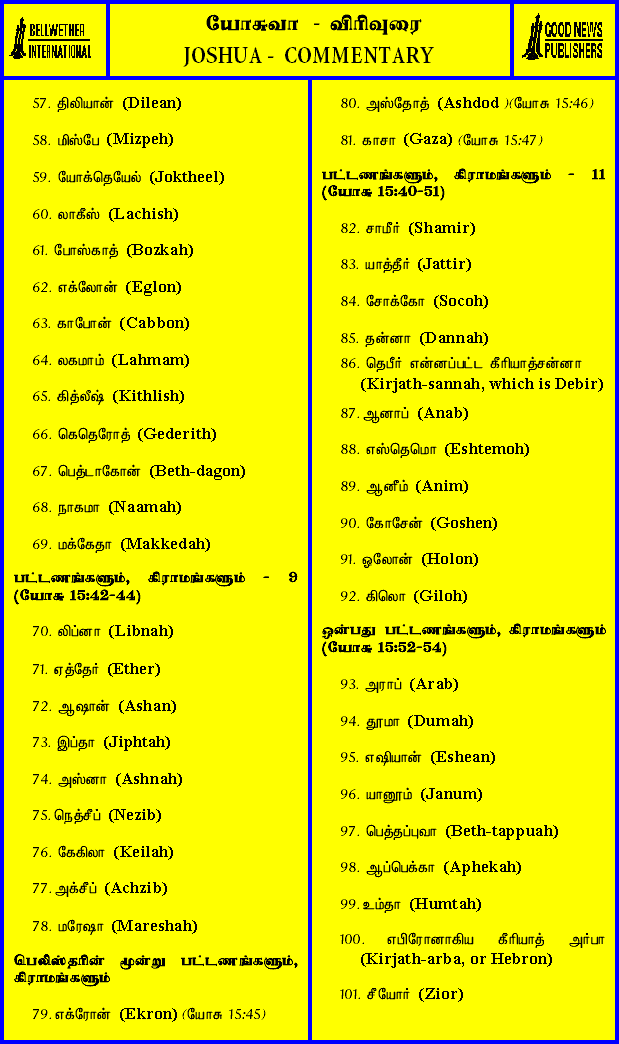 BELLWETHER
INTERNATIONAL
யோசுவா - விரிவுரை
JOSHUA - COMMENTARY
GOOD NEWS
PUBLISHERS
57. திலியான் (Dilean)
58. மிஸ்பே (Mizpeh)
59. யோக்தெயேல் (Joktheel)
60. லாகீஸ் (Lachish)
61. போஸ்காத் (Bozkah)
62. எக்லோன் (Eglon)
63. காபோன் (Cabbon)
64. லகமாம் (Lahmam)
65. கித்லீஷ் (Kithlish)
66. கெதெரோத் (Gederith)
67. பெத்டாகோன் (Beth-dagon)
68. நாகமா (Naamah)
69. மக்கேதா (Makkedah)
பட்டணங்களும், கிராமங்களும் - 9
(யோசு 15:42-44)
70. லிப்னா (Libnah)
71. ஏத்தேர் (Ether)
72. ஆஷான் (Ashan)
73. இப்தா (Jiphtah)
74. அஸ்னா (Ashnah)
75. நெத்சீப் (Nezib)
76. கேகிலா (Keilah)
77. அக்சீப் (Achzib)
78. மரேஷா (Mareshah)
பெலிஸ்தரின் மூன்று பட்டணங்களும்,
கிராமங்களும்
79. எக்ரோன் (Ekron) (யோசு 15:45)
80. அஸ்தோத் (Ashdod )(யோசு 15:46)
81. காசா (Gaza) (யோசு 15:47)
பட்டணங்களும், கிராமங்களும் - 11
(யோசு 15:40-51)
82. சாமீர் (Shamir)
83. யாத்தீர் (Jattir)
84. சோக்கோ (Socoh)
85. தன்னா (Dannah)
86. தெபீர் என்னப்பட்ட கீரியாத்சன்னா
(Kirjath-sannah, which is Debir)
87. ஆனாப் (Anab)
88. எஸ்தெமொ (Eshtemoh)
89. ஆனீம் (Anim)
90. கோசேன் (Goshen)
91. ஓலோன் (Holon)
92. கிலொ (Giloh)
ஒன்பது பட்டணங்களும், கிராமங்களும்
(யோசு 15:52-54)
93. அராப் (Arab)
94. தூமா (Dumah)
95. எஷியான் (Eshean)
96. யானூம் (Janum)
97. பெத்தப்புவா (Beth-tappuah)
98. ஆப்பெக்கா (Aphekah)
99. உம்தா (Humtah)
100. எபிரோனாகிய கீரியாத் அர்பா
(Kirjath-arba, or Hebron)
101. சீயோர் (Zior)